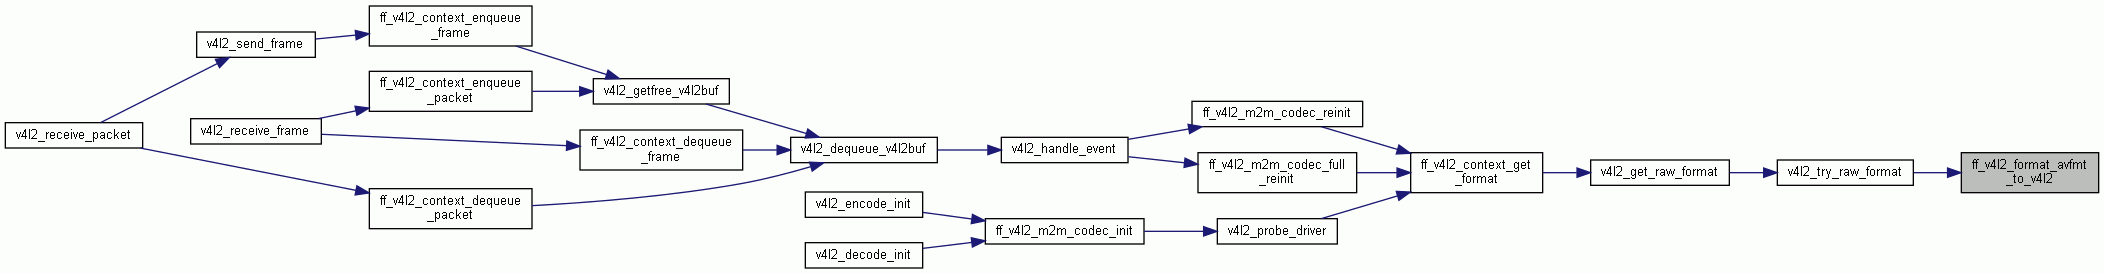 ff_v4l2_context_enqueue
_frame
v4l2_send_frame
ff_v4l2_context_enqueue
_packet
v4l2_getfree_v4l2buf
v4l2_receive_packet
v4l2_receive_frame
ff_v4l2_context_dequeue
_frame
v4l2_dequeue_v4l2buf
v4l2_handle_event
ff_v4l2_m2m_codec_reinit
ff_v4l2_m2m_codec_full
_reinit
ff_v4l2_context_get
_format
v4l2_get_raw_format
v4l2_try_raw_format
ff_v4l2_format_avfmt
_to_v4l2
ff_v4l2_context_dequeue
_packet
v4l2_encode_init
ff_v4l2_m2m_codec_init
v4l2_probe_driver
v4l2_decode_init